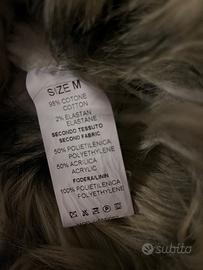 SIZE M
98% COTONE
COTTON
2% ELASTAN
ELASTANE
SECONDO TESSUTO
SECOND FABRIC
50% POLIETILENICA
POLYETHYLENE
50% ACRILICA
ACRYLIC
FODERA/LININ
100% POLIETILENICA
POLYETHYLENE
subito